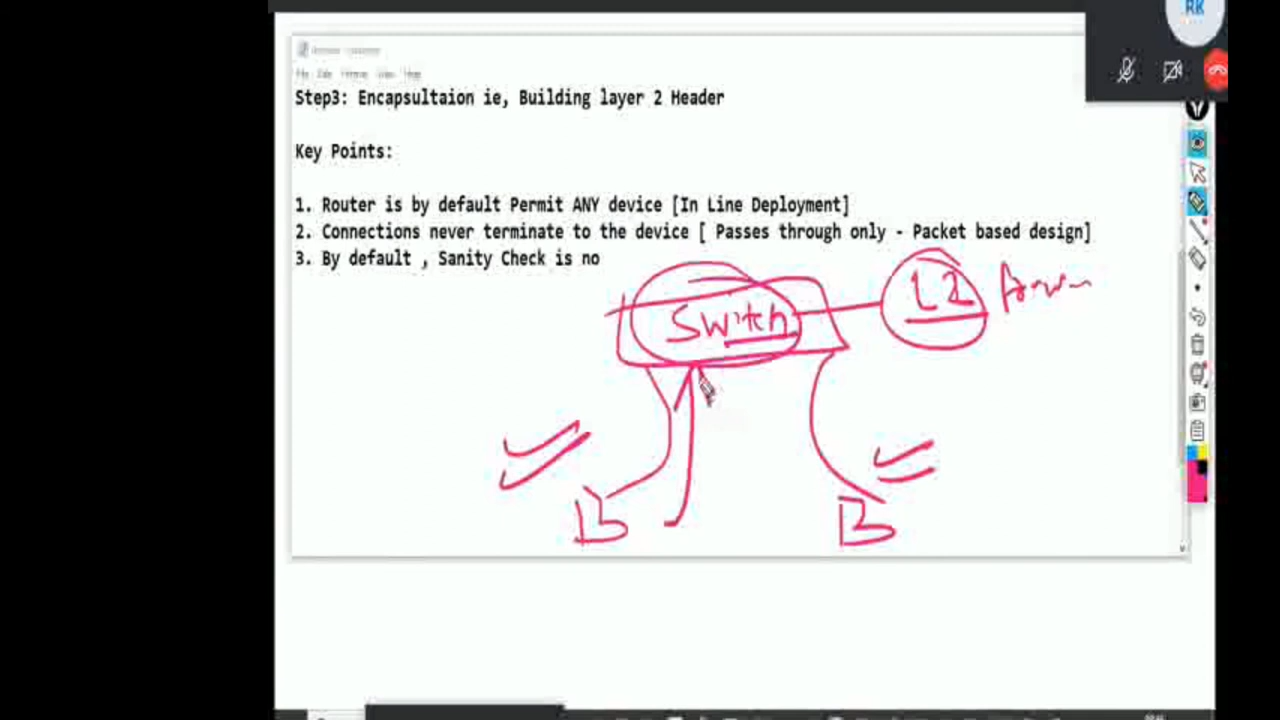 RK
Step3: Encapsultaion ie, Building layer 2 Header
Key Points:
1. Router is by default Permit ANY device [In Line Deployment]
2. Connections never terminate to the device [ Passes through only - Packet based design]
3. By default , Sanity Check is no
Switch
L2
B
B